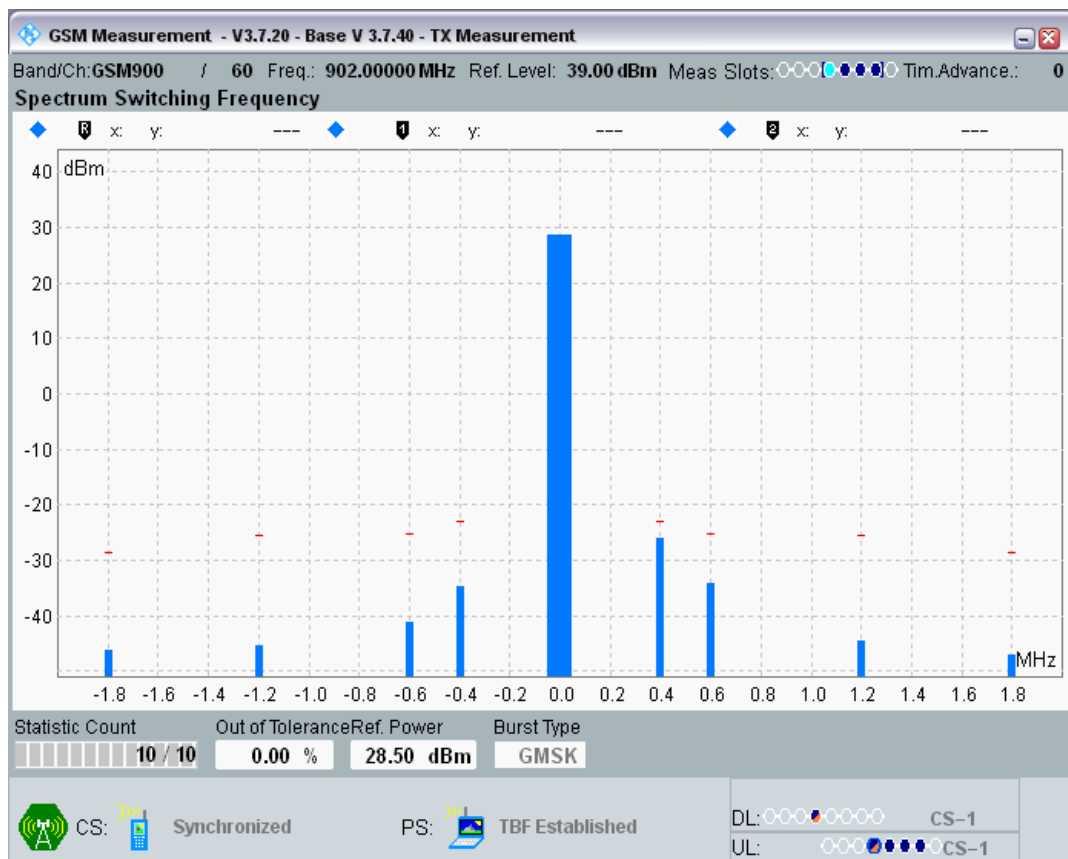 GSM Measurement - V3.7.20 - Base V 3.7.40 - TX Measurement
Band/Ch:GSM900 / 60 Freq.: 902.00000 MHz Ref. Level: 39.00 dBm Meas Slots: Tim.Advance.: 0
Spectrum Switching Frequency
R x: y: --- 1 x: y: --- 2 x: y: ---
dBm
40
30
20
10
0
-10
-20
-30
-40
MHz
-1.8 -1.6 -1.4 -1.2 -1.0 -0.8 -0.6 -0.4 -0.2 0.0 0.2 0.4 0.6 0.8 1.0 1.2 1.4 1.6 1.8
Statistic Count Out of Tolerance Ref. Power Burst Type
10 / 10 0.00 % 28.50 dBm GMSK
CS: Synchronized PS: TBF Established
DL: CS-1
UL: CS-1